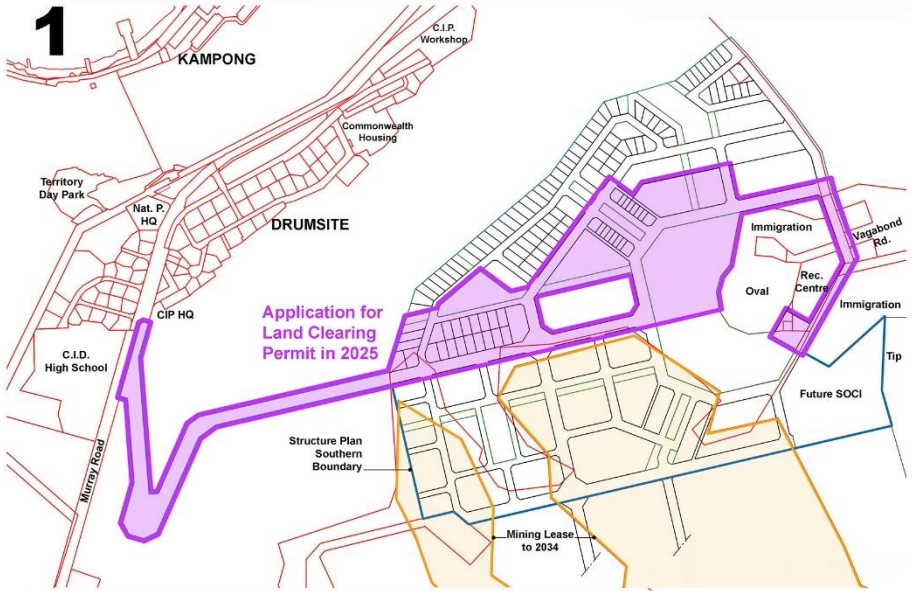 1
KAMPONG
C.I.P.
Workshop
Commonwealth
Housing
Territory
Day Park
Nat. P.
HQ
DRUMSITE
Immigration
Vagabond
Rd.
Rec.
Centre
Oval
Immigration
CIP HQ
Application for
Land Clearing
Permit in 2025
C.I.D.
High School
Tip
Future SOCI
Structure Plan
Southern
Boundary
Murray Road
Mining Lease
to 2034